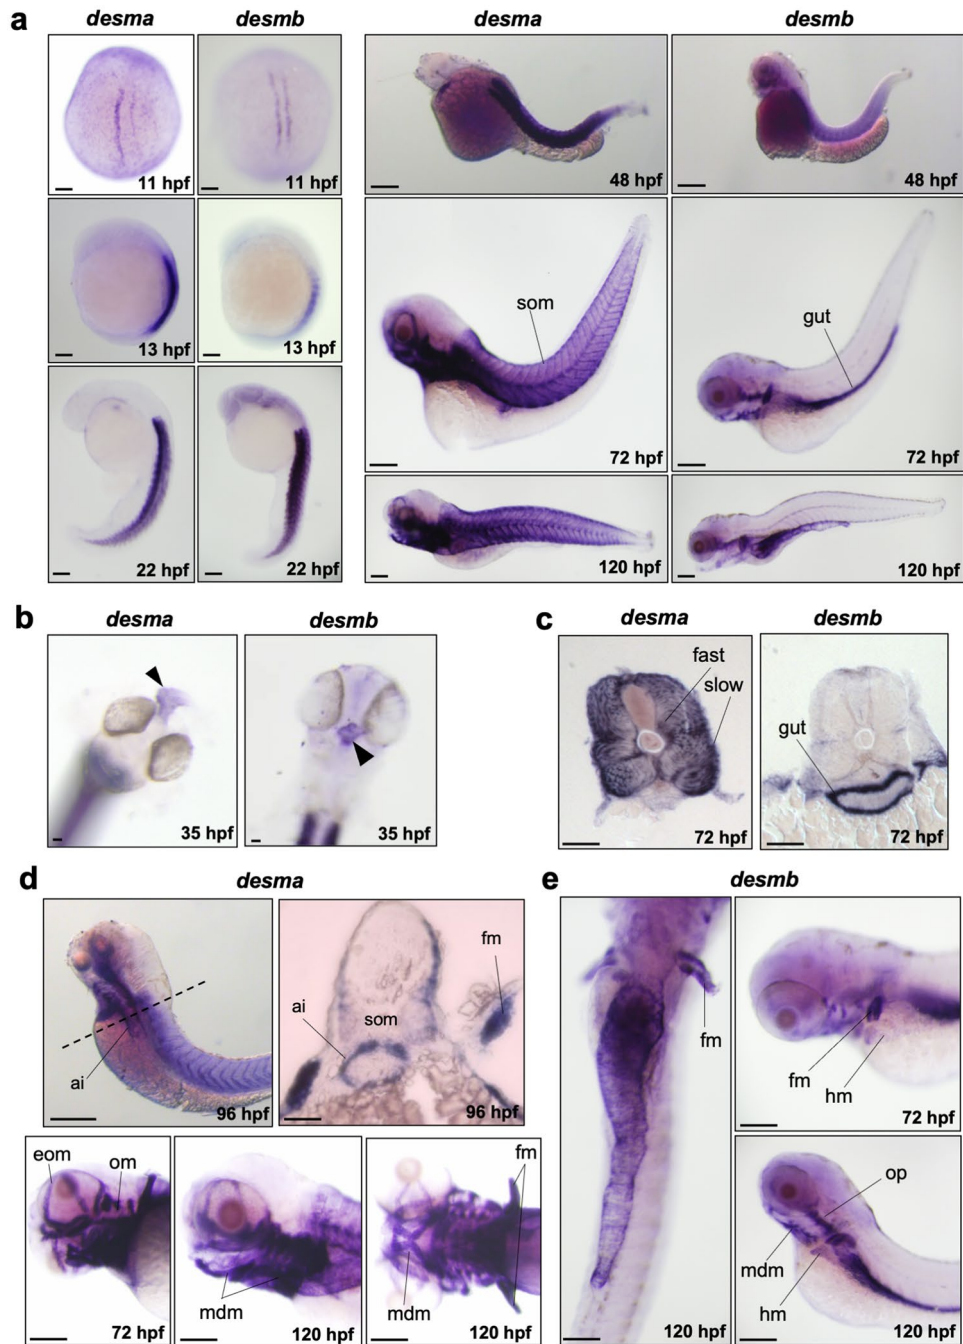 a
desma
desmb
desma
desmb
11 hpf
11 hpf
48 hpf
48 hpf
13 hpf
13 hpf
som
gut
72 hpf
72 hpf
22 hpf
22 hpf
120 hpf
120 hpf
b
desma
desmb
35 hpf
35 hpf
c
desma
desmb
fast
slow
gut
72 hpf
72 hpf
d
desma
ai
96 hpf
fm
ai
som
96 hpf
eom
om
72 hpf
mdm
120 hpf
fm
mdm
120 hpf
e
desmb
fm
120 hpf
fm
hm
72 hpf
op
mdm
hm
120 hpf